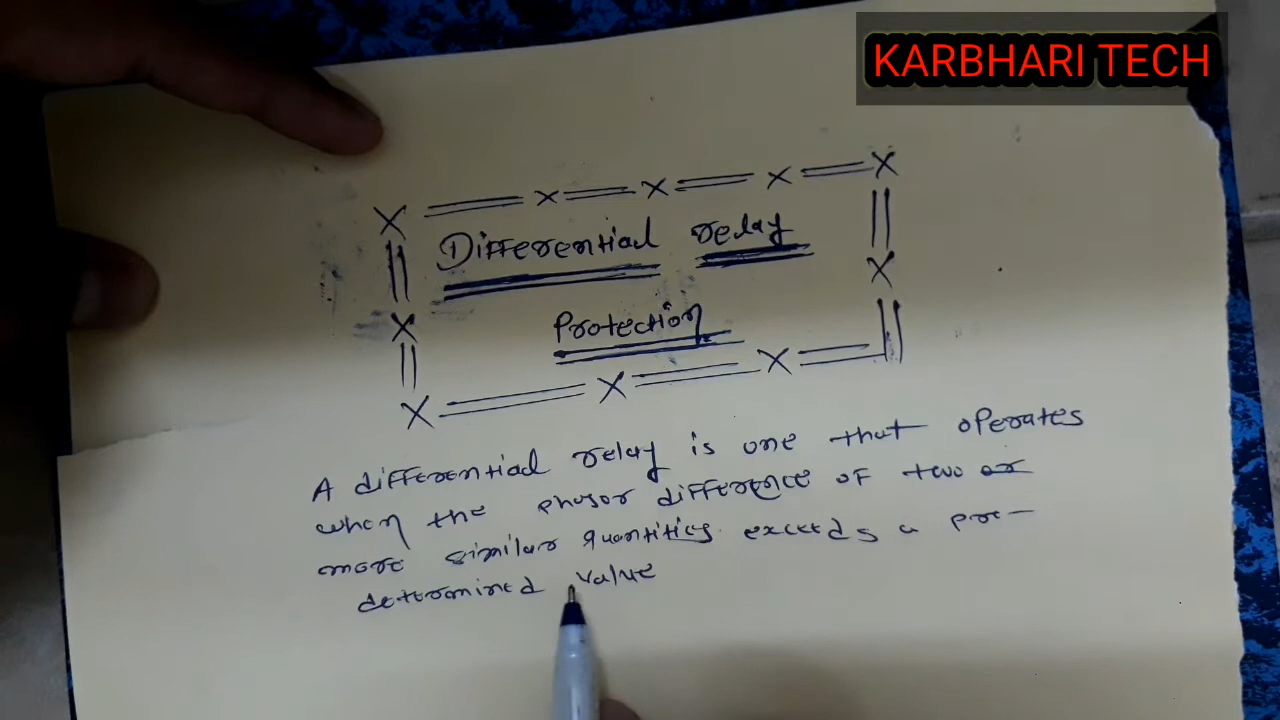 KARBHARI TECH
Differential relay
Protection
A differential relay is one that operates
when the phasor difference of two or
more similar quantities exceeds a pre-
determined value